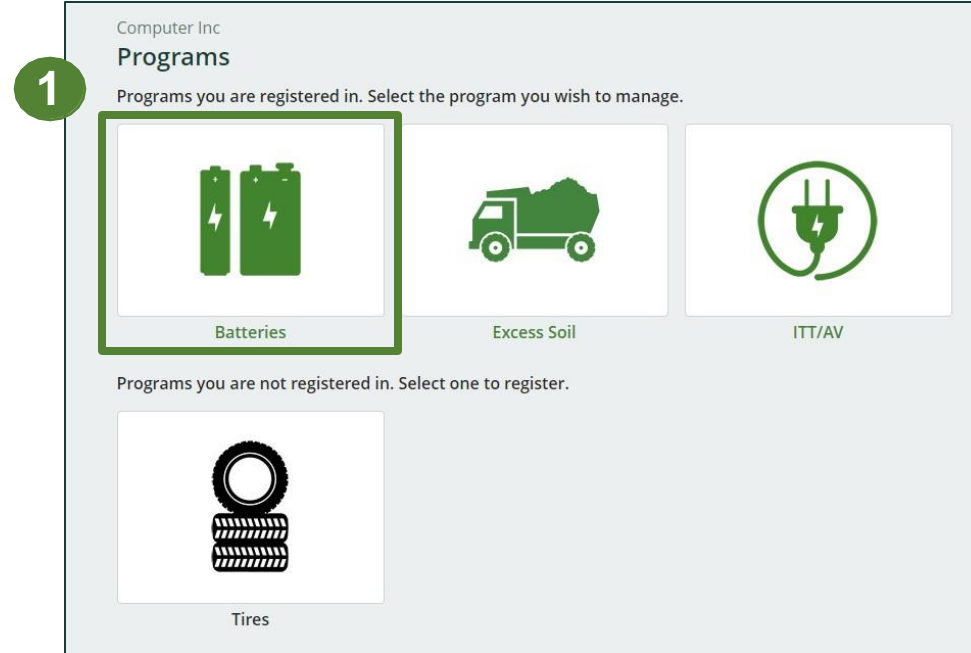 Computer Inc
Programs
1
Programs you are registered in. Select the program you wish to manage.
Batteries
Excess Soil
ITT/AV
Programs you are not registered in. Select one to register.
Tires